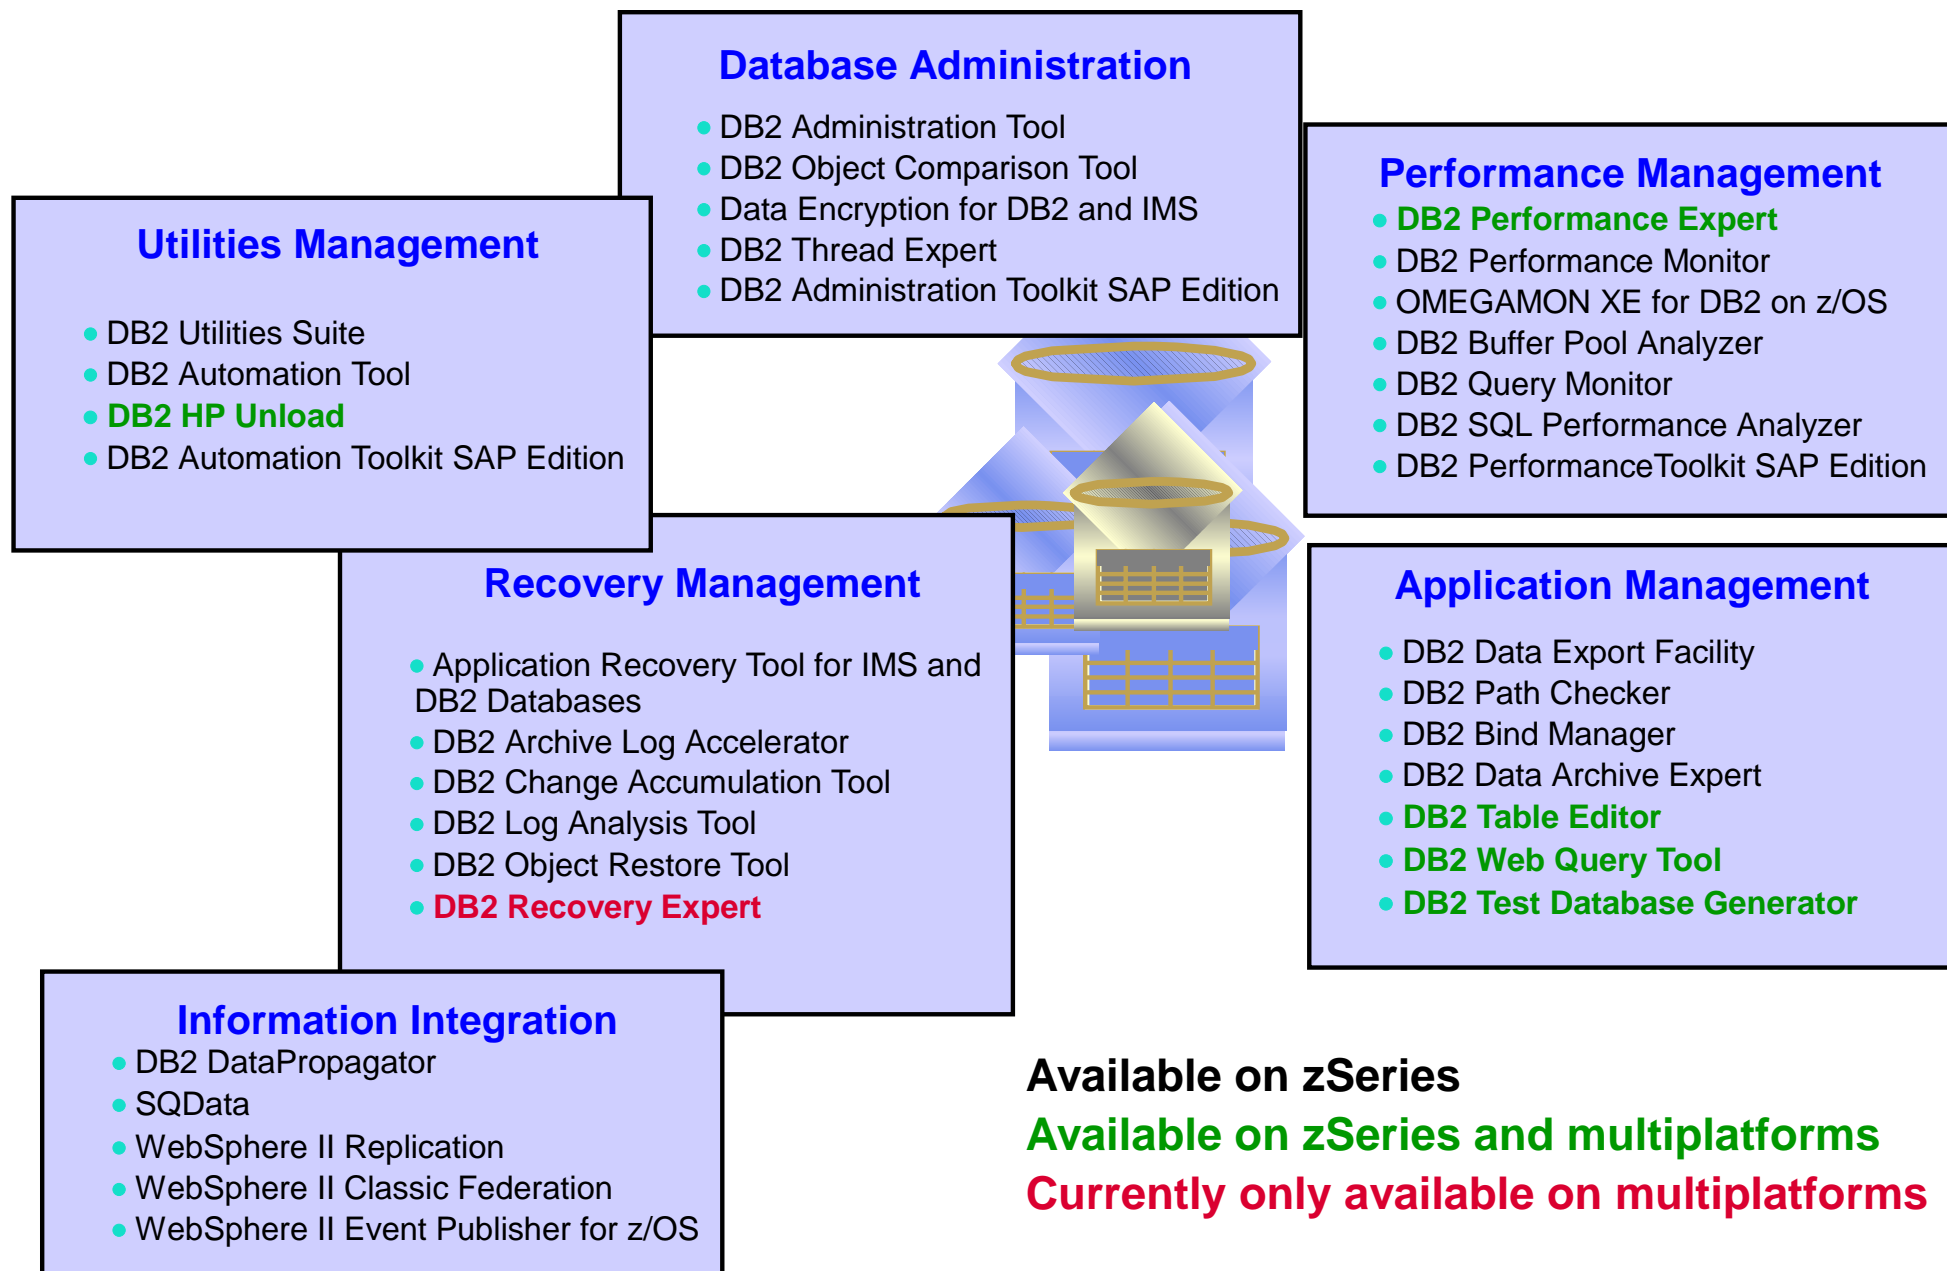 Database Administration
• DB2 Administration Tool
• DB2 Object Comparison Tool
• Data Encryption for DB2 and IMS
• DB2 Thread Expert
• DB2 Administration Toolkit SAP Edition
Performance Management
• DB2 Performance Expert
• DB2 Performance Monitor
• OMEGAMON XE for DB2 on z/OS
• DB2 Buffer Pool Analyzer
• DB2 Query Monitor
• DB2 SQL Performance Analyzer
• DB2 PerformanceToolkit SAP Edition
Utilities Management
• DB2 Utilities Suite
• DB2 Automation Tool
• DB2 HP Unload
• DB2 Automation Toolkit SAP Edition
Recovery Management
• Application Recovery Tool for IMS and
DB2 Databases
• DB2 Archive Log Accelerator
• DB2 Change Accumulation Tool
• DB2 Log Analysis Tool
• DB2 Object Restore Tool
• DB2 Recovery Expert
Application Management
• DB2 Data Export Facility
• DB2 Path Checker
• DB2 Bind Manager
• DB2 Data Archive Expert
• DB2 Table Editor
• DB2 Web Query Tool
• DB2 Test Database Generator
Information Integration
• DB2 DataPropagator
• SQData
• WebSphere II Replication
• WebSphere II Classic Federation
• WebSphere II Event Publisher for z/OS
Available on zSeries
Available on zSeries and multiplatforms
Currently only available on multiplatforms